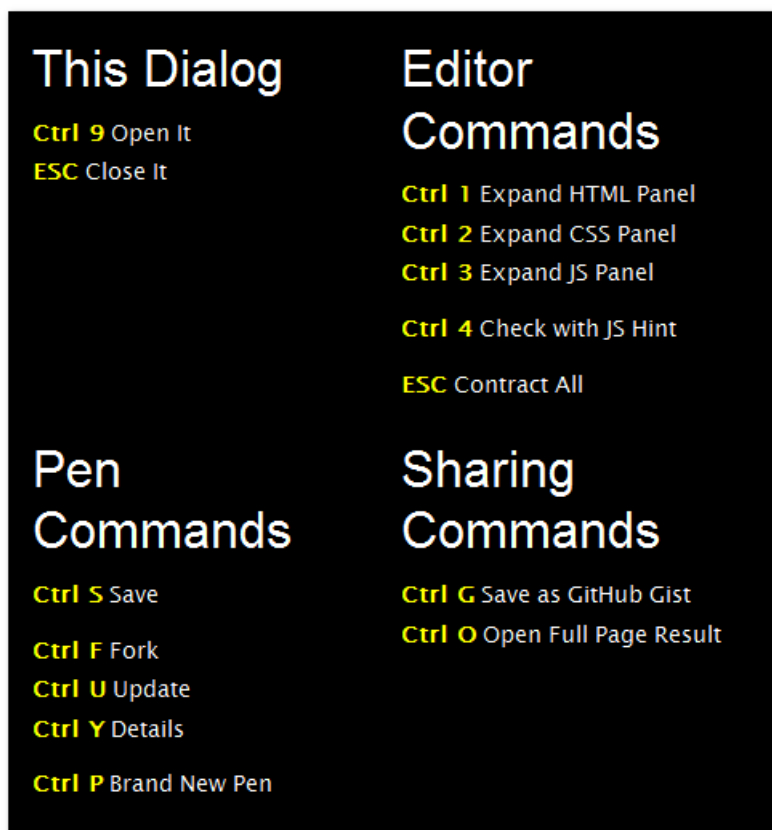 This Dialog
Ctrl 9 Open It
ESC Close It
Editor
Commands
Ctrl 1 Expand HTML Panel
Ctrl 2 Expand CSS Panel
Ctrl 3 Expand JS Panel
Ctrl 4 Check with JS Hint
ESC Contract All
Pen
Commands
Ctrl S Save
Ctrl F Fork
Ctrl U Update
Ctrl Y Details
Ctrl P Brand New Pen
Sharing
Commands
Ctrl G Save as GitHub Gist
Ctrl O Open Full Page Result